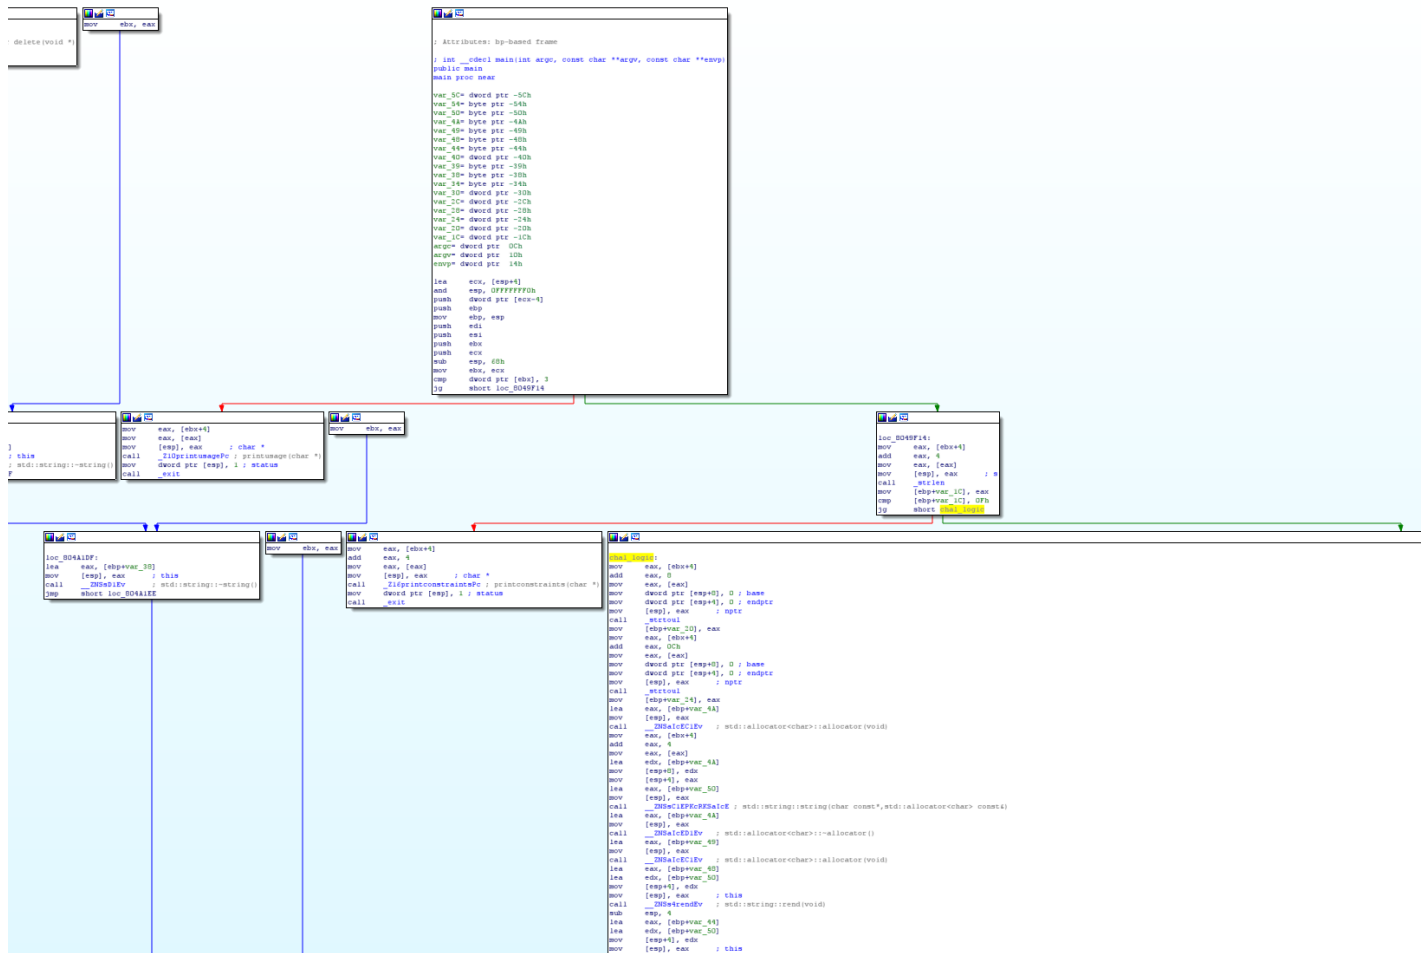 mov ebx, eax
r delete(void *)
; Attributes: bp-based frame
; int __cdecl main(int argc, const char **argv, const char **envp)
public main
main proc near
var_5C= dword ptr -5Ch
var_54= byte ptr -54h
var_50= byte ptr -50h
var_4A= byte ptr -4Ah
var_49= byte ptr -49h
var_48= byte ptr -48h
var_44= byte ptr -44h
var_40= dword ptr -40h
var_39= byte ptr -39h
var_38= byte ptr -38h
var_34= byte ptr -34h
var_30= dword ptr -30h
var_2C= dword ptr -2Ch
var_28= dword ptr -28h
var_24= dword ptr -24h
var_20= dword ptr -20h
var_1C= dword ptr -1Ch
argc= dword ptr 0Ch
argv= dword ptr 10h
envp= dword ptr 14h
lea ecx, [esp+4]
and esp, 0FFFFFFF0h
push dword ptr [ecx-4]
push ebp
mov ebp, esp
push edi
push esi
push ebx
push ecx
sub esp, 68h
mov ebx, ecx
cmp dword ptr [ebx], 3
jg short loc_8049F14
]
; this
; std::string::~string()
F
mov eax, [ebx+4]
mov eax, [eax]
mov [esp], eax ; char *
call _Z10printusagePc ; printusage(char *)
mov dword ptr [esp], 1 ; status
call _exit
mov ebx, eax
loc_8049F14:
mov eax, [ebx+4]
add eax, 4
mov eax, [eax]
mov [esp], eax ; s
call _strlen
mov [ebp+var_1C], eax
cmp [ebp+var_1C], 0Fh
jg short chal_logic
loc_804A1DF:
lea eax, [ebp+var_38]
mov [esp], eax ; this
call __ZNSsD1Ev ; std::string::~string()
jmp short loc_804A1EE
mov ebx, eax
mov eax, [ebx+4]
add eax, 4
mov eax, [eax]
mov [esp], eax ; char *
call _Z16printconstraintsPc ; printconstraints(char *)
mov dword ptr [esp], 1 ; status
call _exit
chal_logic:
mov eax, [ebx+4]
add eax, 8
mov eax, [eax]
mov dword ptr [esp+8], 0 ; base
mov dword ptr [esp+4], 0 ; endptr
mov [esp], eax ; nptr
call _strtoul
mov [ebp+var_20], eax
mov eax, [ebx+4]
add eax, 0Ch
mov eax, [eax]
mov dword ptr [esp+8], 0 ; base
mov dword ptr [esp+4], 0 ; endptr
mov [esp], eax ; nptr
call _strtoul
mov [ebp+var_24], eax
lea eax, [ebp+var_4A]
mov [esp], eax
call __ZNSaIcEC1Ev ; std::allocator<char>::allocator(void)
mov eax, [ebx+4]
add eax, 4
mov eax, [eax]
lea edx, [ebp+var_4A]
mov [esp+8], edx
mov [esp+4], eax
lea eax, [ebp+var_50]
mov [esp], eax
call __ZNSsC1EPKcRKSaIcE ; std::string::string(char const*,std::allocator<char> const&)
lea eax, [ebp+var_4A]
mov [esp], eax
call __ZNSaIcED1Ev ; std::allocator<char>::~allocator()
lea eax, [ebp+var_49]
mov [esp], eax
call __ZNSaIcEC1Ev ; std::allocator<char>::allocator(void)
lea eax, [ebp+var_48]
lea edx, [ebp+var_50]
mov [esp+4], edx
mov [esp], eax ; this
call __ZNSs4rendEv ; std::string::rend(void)
sub esp, 4
lea eax, [ebp+var_44]
lea edx, [ebp+var_50]
mov [esp+4], edx
mov [esp], eax ; this